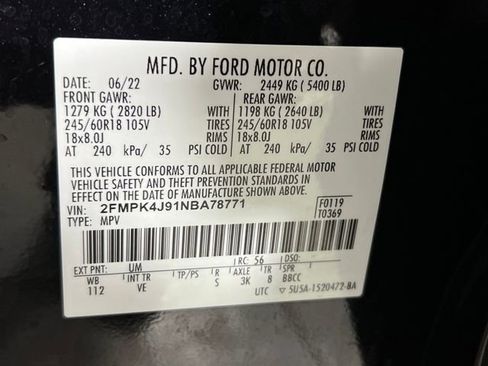 MFD. BY FORD MOTOR CO.
DATE: 06/22 GVWR: 2449 KG (5400 LB)
FRONT GAWR: REAR GAWR:
1279 KG (2820 LB) 1198 KG (2640 LB)
245/60R18 105V TIRES 245/60R18 105V TIRES
18x8.0J RIMS 18x8.0J RIMS
AT 240 kPa/ 35 PSI COLD AT 240 kPa/ 35 PSI COLD
THIS VEHICLE CONFORMS TO ALL APPLICABLE FEDERAL MOTOR
VEHICLE SAFETY AND THEFT PREVENTION STANDARDS IN
EFFECT ON THE DATE OF MANUFACTURE SHOWN ABOVE.
VIN: 2FMPK4J91NBA78771 F0119
TYPE: MPV T0369
EXT PNT: UM RC: 56
WB INT TR TP/PS R AXLE TR SPR
112 VE S 3K 8 BBCC
UTC ▽ 5U5A-1520472-BA